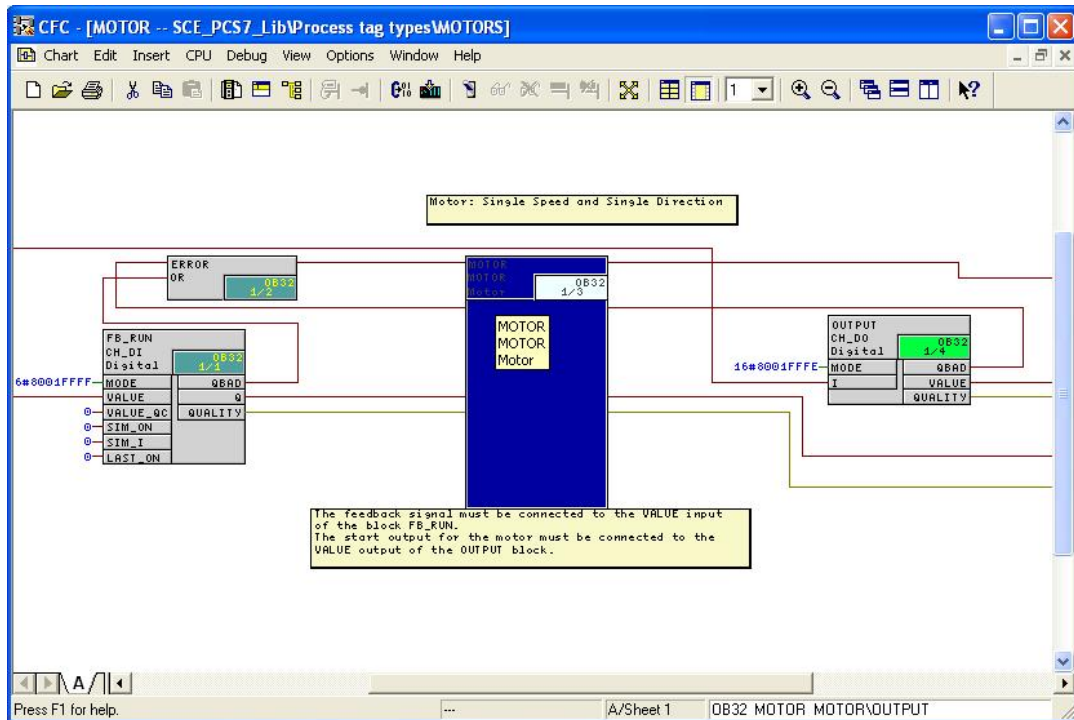 CFC - [MOTOR -- SCE_PCS7_Lib\Process tag types\MOTORS]
Chart Edit Insert CPU Debug View Options Window Help
1
Motor: Single Speed and Single Direction
ERROR
OR
OB32
1/2
MOTOR
MOTOR
Motor
OB32
1/3
MOTOR
MOTOR
Motor
FB_RUN
CH_DI
Digital
OB32
1/1
6#8001FFFF
MODE QBAD
VALUE Q
0 VALUE_QC QUALITY
0 SIM_ON
0 SIM_I
0 LAST_ON
OUTPUT
CH_DO
Digital
OB32
1/4
16#8001FFFE
MODE QBAD
I VALUE
QUALITY
The feedback signal must be connected to the VALUE input
of the block FB_RUN.
The start output for the motor must be connected to the
VALUE output of the OUTPUT block.
A
Press F1 for help. --- A/Sheet 1 OB32 MOTOR MOTOR\OUTPUT